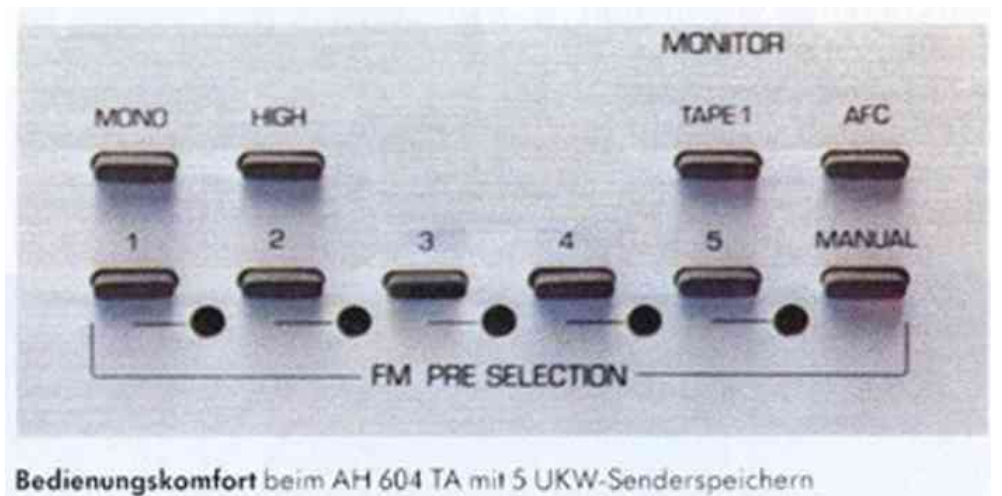 MONITOR
MONO HIGH TAPE 1 AFC
1 2 3 4 5 MANUAL
FM PRE SELECTION
Bedienungskomfort beim AH 604 TA mit 5 UKW-Senderspeichern